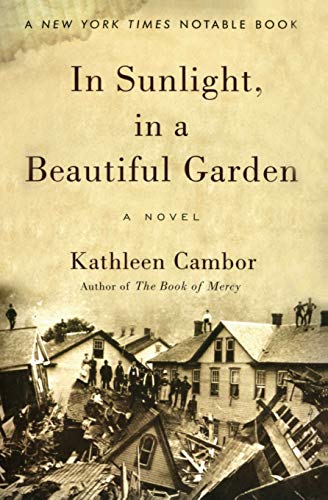 A NEW YORK TIMES NOTABLE BOOK
In Sunlight,
in a
Beautiful Garden
A NOVEL
Kathleen Cambor
Author of The Book of Mercy